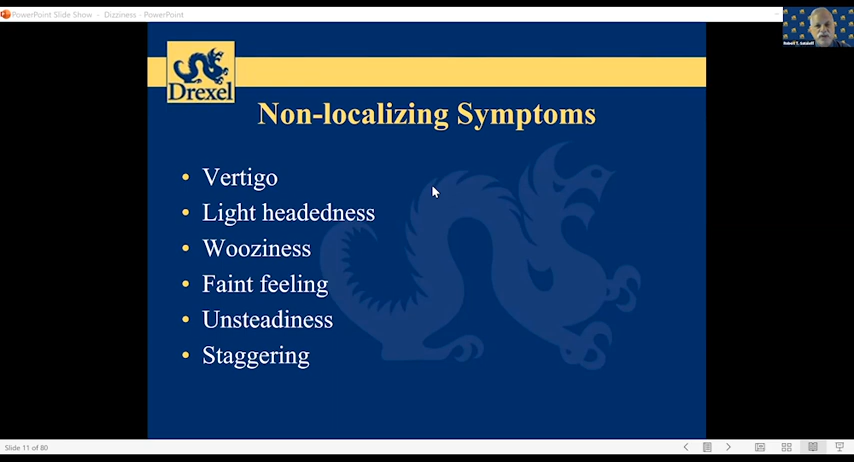 PowerPoint Slide Show - Dizziness - PowerPoint
Drexel
Non-localizing Symptoms
• Vertigo
• Light headedness
• Wooziness
• Faint feeling
• Unsteadiness
• Staggering
Slide 11 of 80